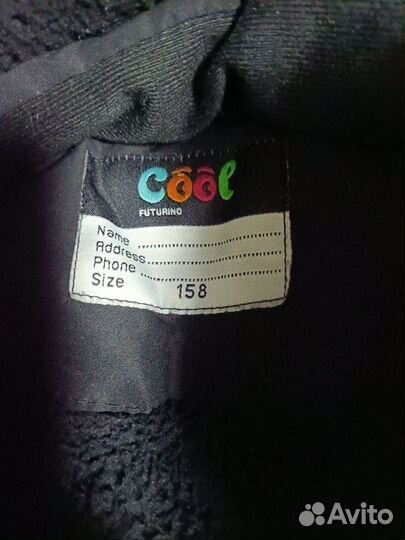 Cool
FUTURINO
Name
Address
Phone
Size 158
Avito